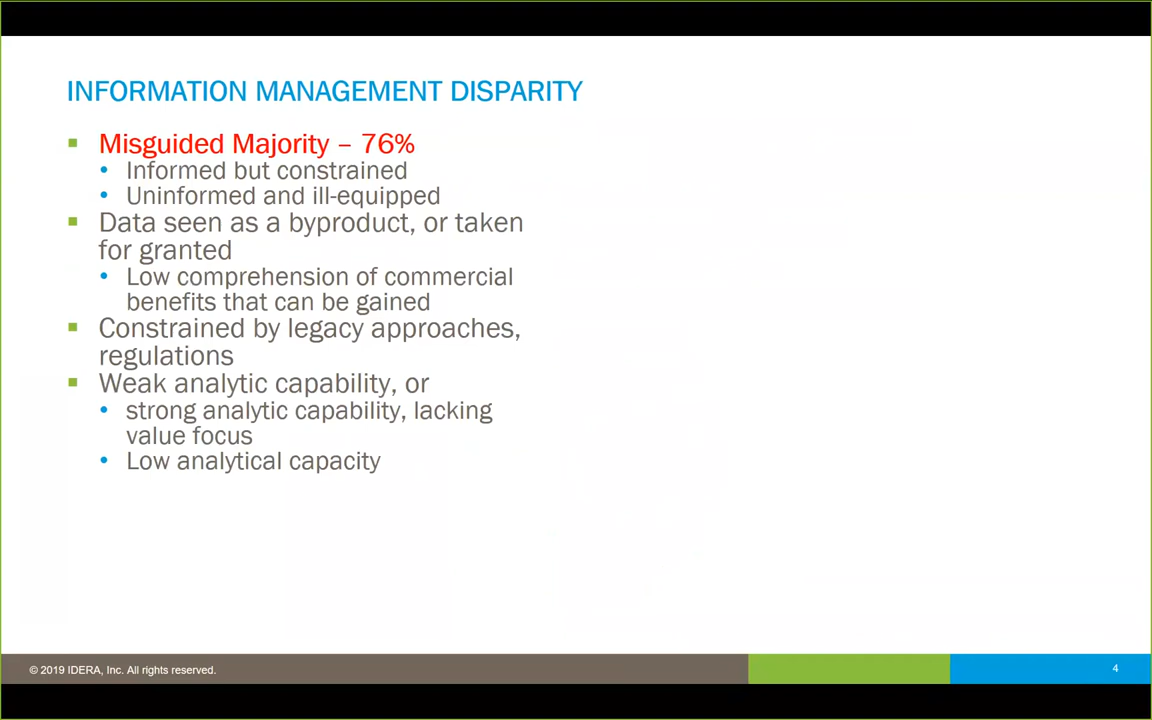 INFORMATION MANAGEMENT DISPARITY
Misguided Majority – 76%
Informed but constrained
Uninformed and ill-equipped
Data seen as a byproduct, or taken
for granted
Low comprehension of commercial
benefits that can be gained
Constrained by legacy approaches,
regulations
Weak analytic capability, or
strong analytic capability, lacking
value focus
Low analytical capacity
© 2019 IDERA, Inc. All rights reserved.
4